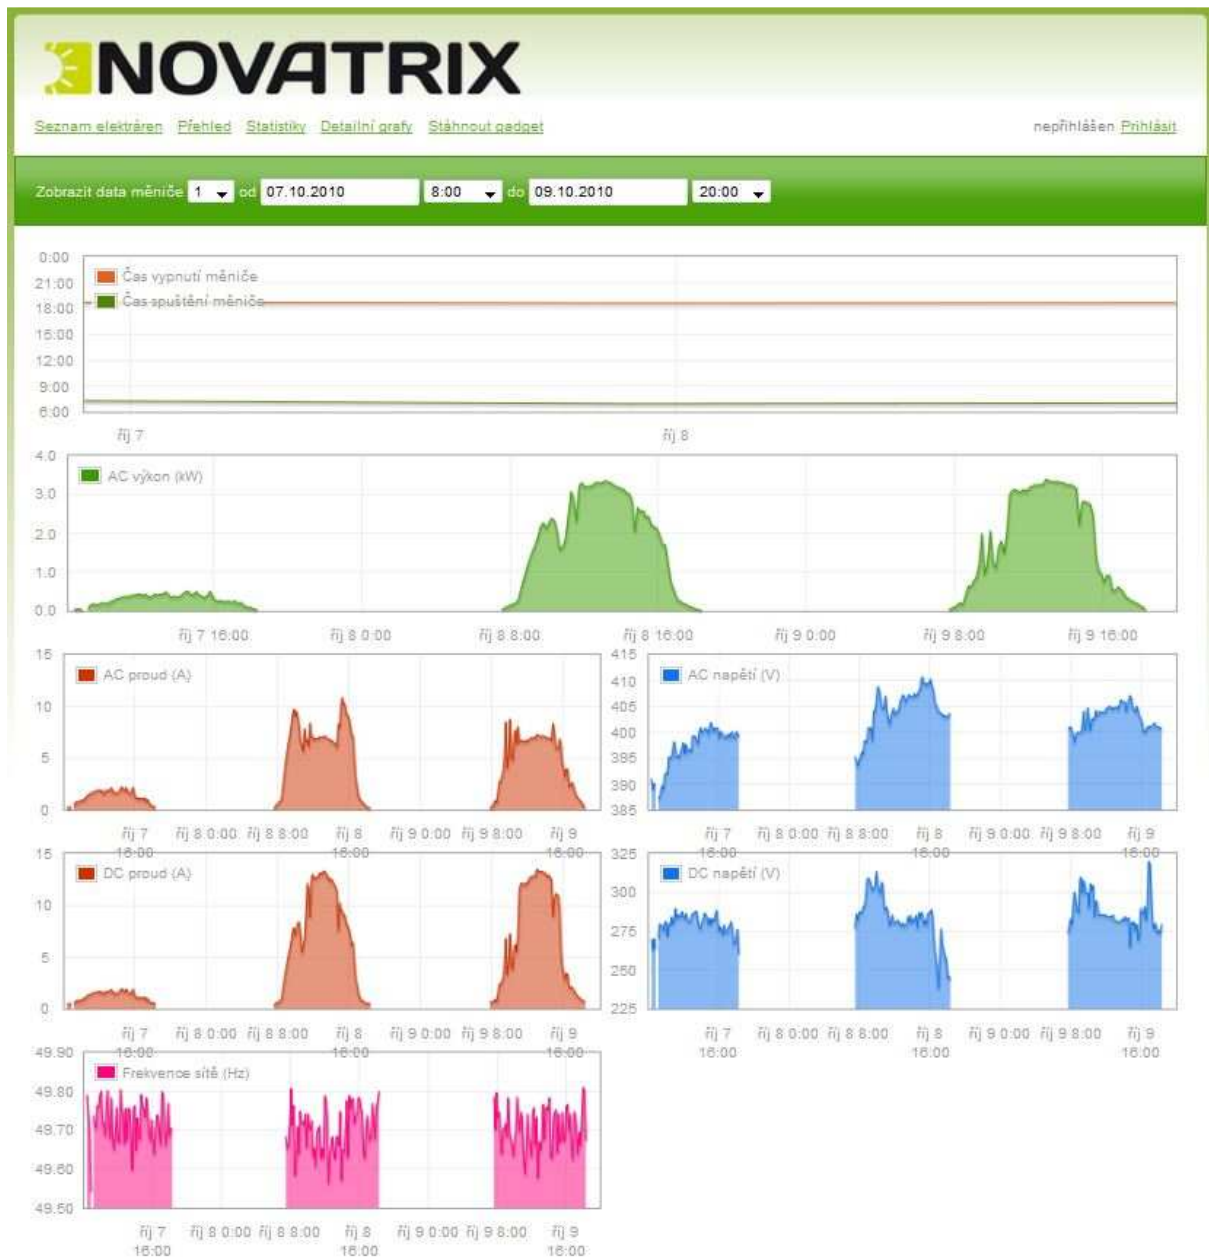 NOVATRIX
Seznam elektráren Přehled Statistiky Detailní grafy Stáhnout gadget nepřihlášen Prihlásit
Zobrazit data měniče 1 od 07.10.2010 8:00 do 09.10.2010 20:00
0:00
Čas vypnutí měniče
21:00
Čas spuštění měniče
18:00
15:00
12:00
9:00
6:00
říj 7 říj 8
4.0
AC výkon (kW)
3.0
2.0
1.0
0.0
říj 7 16:00 říj 8 0:00 říj 8 8:00 říj 8 16:00 říj 9 0:00 říj 9 8:00 říj 9 16:00
15
AC proud (A)
10
5
0
říj 7 říj 8 0:00 říj 8 8:00 říj 8 říj 9 0:00 říj 9 8:00 říj 9
16:00 16:00 16:00
415
AC napětí (V)
410
405
400
395
390
385
říj 7 říj 8 0:00 říj 8 8:00 říj 8 říj 9 0:00 říj 9 8:00 říj 9
16:00 16:00 16:00
15
DC proud (A)
10
5
0
říj 7 říj 8 0:00 říj 8 8:00 říj 8 říj 9 0:00 říj 9 8:00 říj 9
16:00 16:00 16:00
325
DC napětí (V)
300
275
250
225
říj 7 říj 8 0:00 říj 8 8:00 říj 8 říj 9 0:00 říj 9 8:00 říj 9
16:00 16:00 16:00
49.90
Frekvence sítě (Hz)
49.80
49.70
49.60
49.50
říj 7 říj 8 0:00 říj 8 8:00 říj 8 říj 9 0:00 říj 9 8:00 říj 9
16:00 16:00 16:00